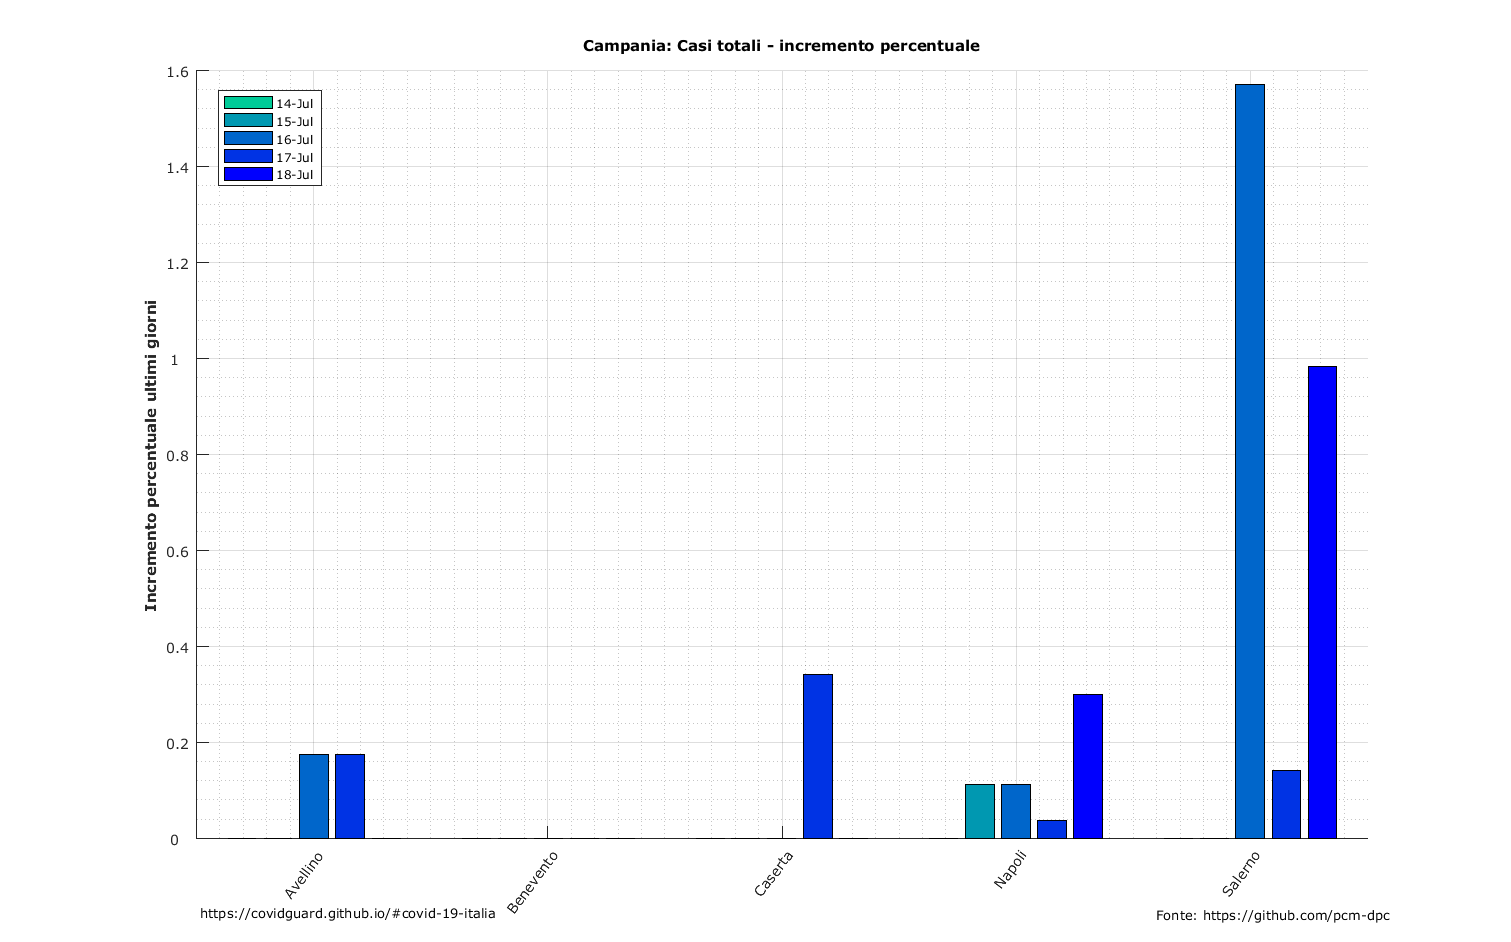 Campania: Casi totali - incremento percentuale
1.6
1.4
1.2
1
0.8
0.6
0.4
0.2
0
Incremento percentuale ultimi giorni
14-Jul
15-Jul
16-Jul
17-Jul
18-Jul
Avellino
Benevento
Caserta
Napoli
Salerno
https://covidguard.github.io/#covid-19-italia
Fonte: https://github.com/pcm-dpc